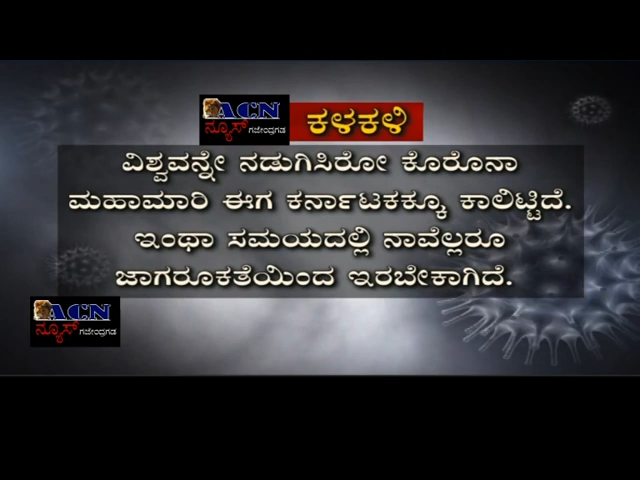 ACN
ನ್ಯೂಸ್ ಗಜೇಂದ್ರಗಡ
ಕಳಕಳಿ
ವಿಶ್ವವನ್ನೇ ನಡುಗಿಸಿರೋ ಕೊರೊನಾ
ಮಹಾಮಾರಿ ಈಗ ಕರ್ನಾಟಕಕ್ಕೂ ಕಾಲಿಟ್ಟಿದೆ.
ಇಂಥಾ ಸಮಯದಲ್ಲಿ ನಾವೆಲ್ಲರೂ
ಜಾಗರೂಕತೆಯಿಂದ ಇರಬೇಕಾಗಿದೆ.
ACN
ನ್ಯೂಸ್ ಗಜೇಂದ್ರಗಡ